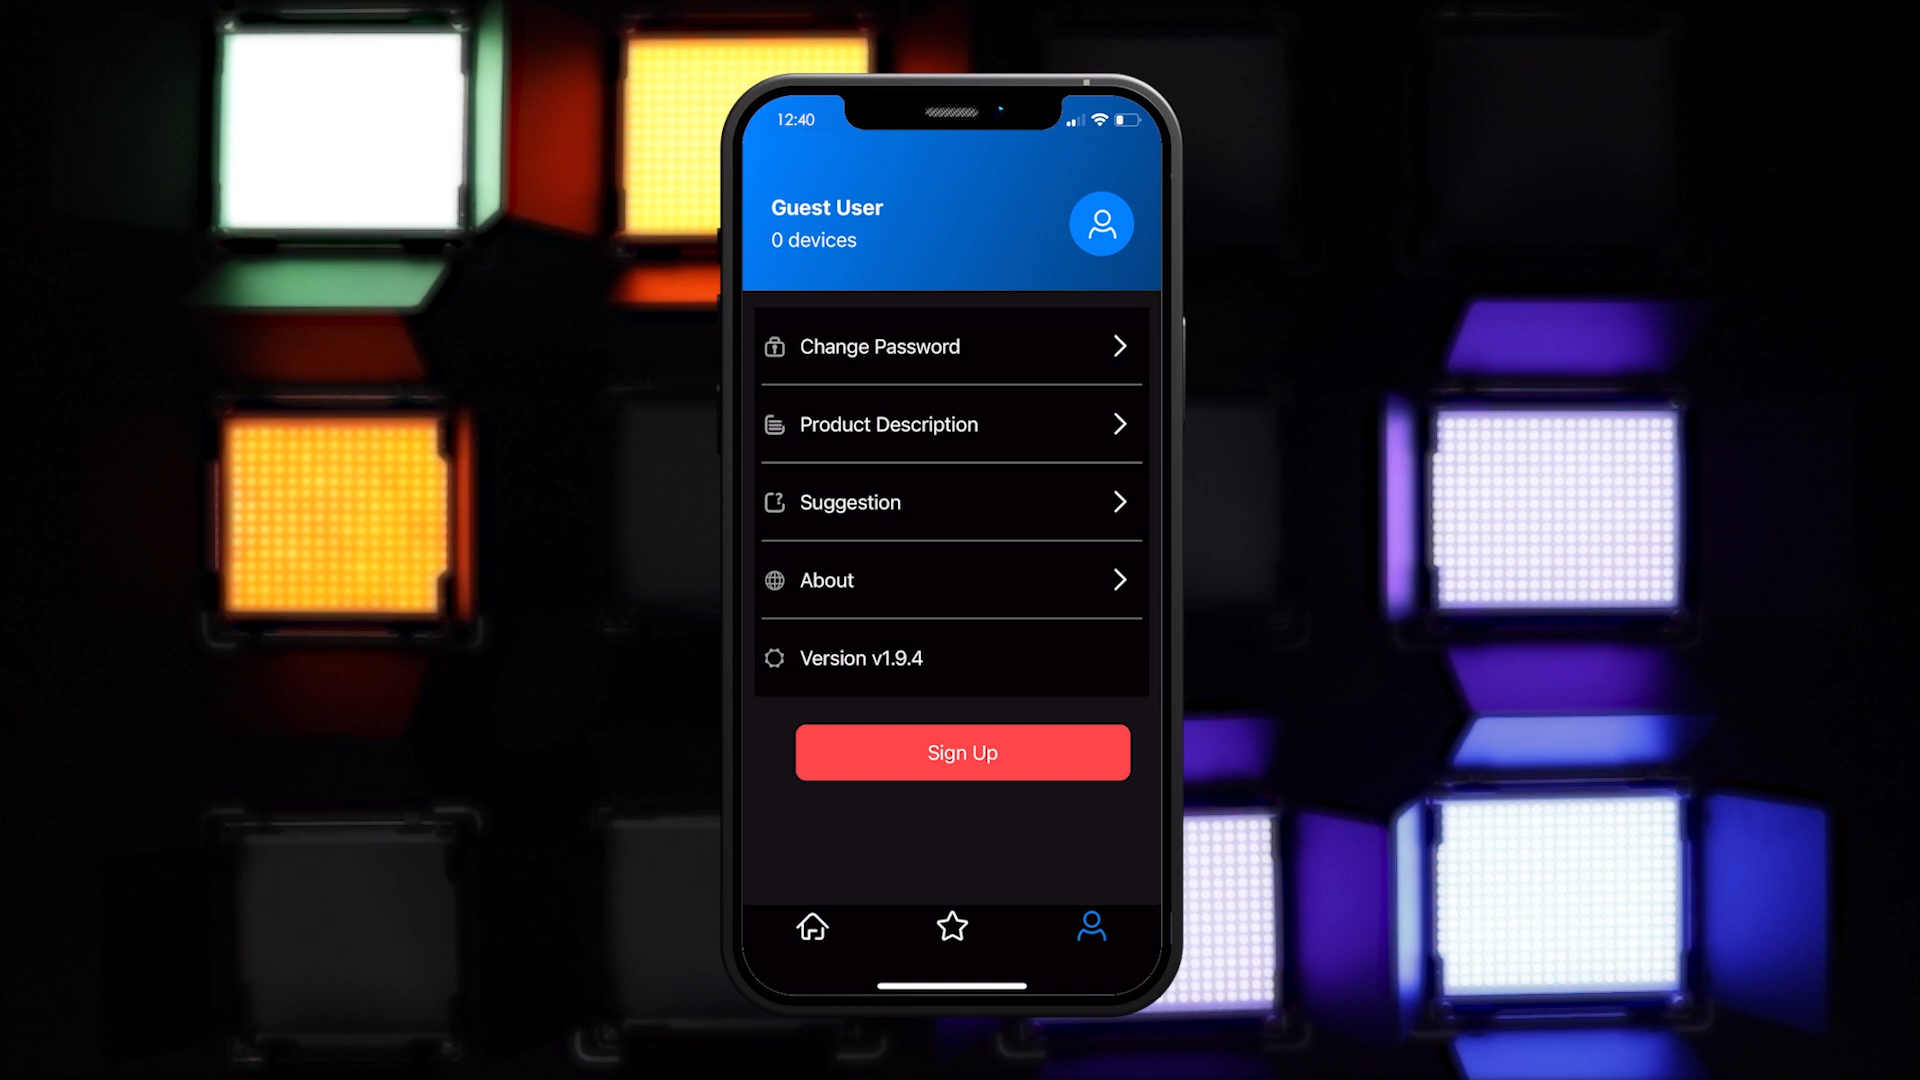 12:40
Guest User
0 devices
Change Password
Product Description
Suggestion
About
Version v1.9.4
Sign Up